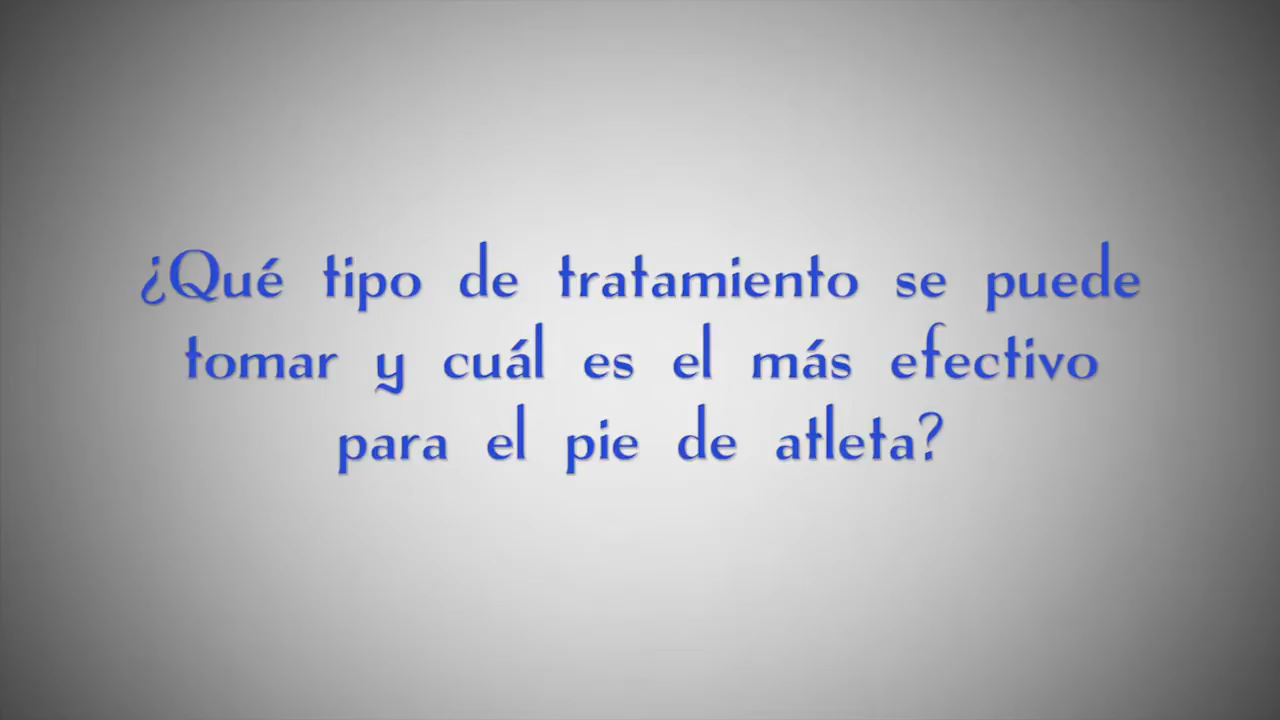 ¿Qué tipo de tratamiento se puede
tomar y cuál es el más efectivo
para el pie de atleta?